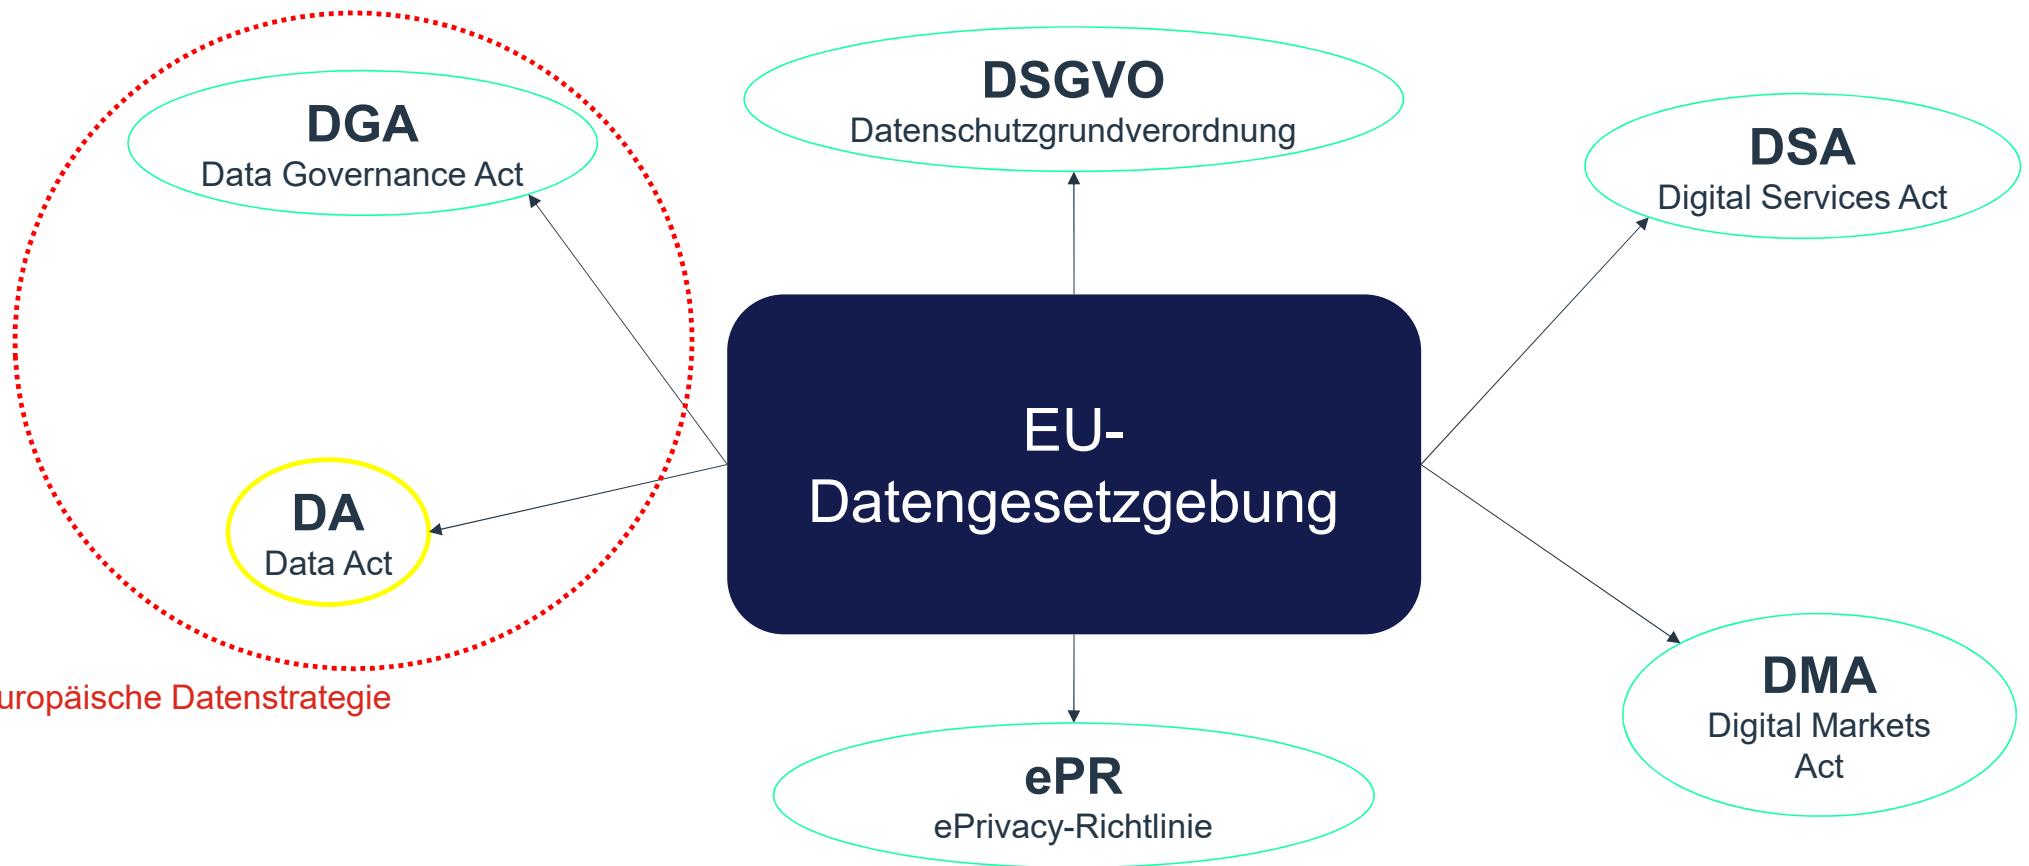 DGA
Data Governance Act
DSGVO
Datenschutzgrundverordnung
DSA
Digital Services Act
EU-
Datengesetzgebung
DA
Data Act
uropäische Datenstrategie
DMA
Digital Markets
Act
ePR
ePrivacy-Richtlinie